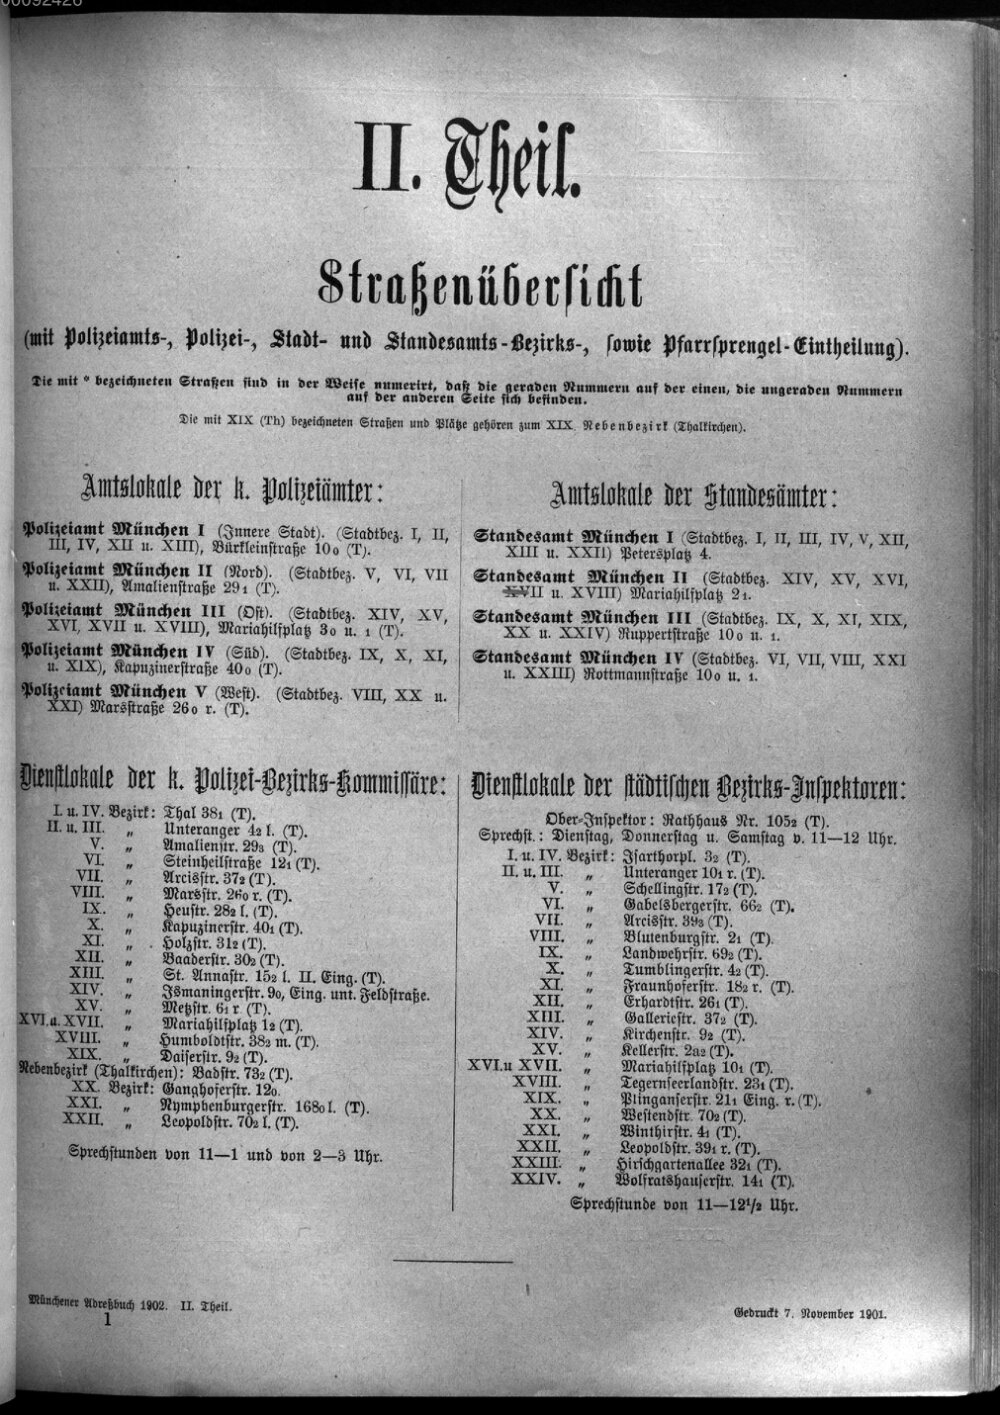 II. Theil.
Straßenübersicht
(mit Polizeiamts-, Polizei-, Stadt- und Standesamts-Bezirks-, sowie Pfarrsprengel-Eintheilung).
Die mit * bezeichneten Straßen sind in der Weise numerirt, daß die geraden Nummern auf der einen, die ungeraden Nummern
auf der anderen Seite sich befinden.
Die mit XIX (Th) bezeichneten Straßen und Plätze gehören zum XIX. Nebenbezirk (Thalkirchen).
Amtslokale der k. Polizeiämter:
Polizeiamt München I (Innere Stadt). (Stadtbez. I, II,
III, IV, XII u. XIII), Bürkleinstraße 10₀ (T).
Polizeiamt München II (Nord). (Stadtbez. V, VI, VII
u. XXII), Amalienstraße 29₁ (T).
Polizeiamt München III (Ost). (Stadtbez. XIV, XV,
XVI, XVII u. XVIII), Mariahilfplatz 3₀ u. ₁ (T).
Polizeiamt München IV (Süd). (Stadtbez. IX, X, XI,
u. XIX), Kapuzinerstraße 40₀ (T).
Polizeiamt München V (West). (Stadtbez. VIII, XX u.
XXI) Marsstraße 26₀ r. (T).
Amtslokale der Standesämter:
Standesamt München I (Stadtbez. I, II, III, IV, V, XII,
XIII u. XXII) Petersplatz 4.
Standesamt München II (Stadtbez. XIV, XV, XVI,
XVII u. XVIII) Mariahilfplatz 2₁.
Standesamt München III (Stadtbez. IX, X, XI, XIX,
XX u. XXIV) Ruppertstraße 10₀ u. ₁.
Standesamt München IV (Stadtbez. VI, VII, VIII, XXI
u. XXIII) Rottmannstraße 10₀ u. ₁.
Dienstlokale der k. Polizei-Bezirks-Kommissäre:
I. u. IV. Bezirk: Thal 38₁ (T).
II. u. III. „ Unteranger 4₂ l. (T).
V. „ Amalienstr. 29₃ (T).
VI. „ Steinheilstraße 12₁ (T).
VII. „ Arcisstr. 37₂ (T).
VIII. „ Marsstr. 26₀ r. (T).
IX. „ Heustr. 28₂ l. (T).
X. „ Kapuzinerstr. 40₁ (T).
XI. „ Holzstr. 31₂ (T).
XII. „ Baaderstr. 30₂ (T).
XIII. „ St. Annastr. 15₂ l. II. Eing. (T).
XIV. „ Ismaningerstr. 9₀, Eing. unt. Feldstraße.
XV. „ Metzstr. 6₁ r (T).
XVI. u. XVII. „ Mariahilfplatz 1₂ (T).
XVIII. „ Humboldtstr. 38₂ m. (T).
XIX. „ Daiserstr. 9₂ (T).
Nebenbezirk (Thalkirchen): Badstr. 73₂ (T).
XX. Bezirk: Ganghoferstr. 12₀.
XXI. „ Nymphenburgerstr. 168₀ l. (T).
XXII. „ Leopoldstr. 70₂ l. (T).
Sprechstunden von 11—1 und von 2—3 Uhr.
Dienstlokale der städtischen Bezirks-Inspektoren:
Ober-Inspektor: Rathhaus Nr. 105₂ (T).
Sprechst.: Dienstag, Donnerstag u. Samstag v. 11—12 Uhr.
I. u. IV. Bezirk: Isarthorpl. 3₂ (T).
II. u. III. „ Unteranger 10₁ r. (T).
V. „ Schellingstr. 17₂ (T).
VI. „ Gabelsbergerstr. 66₂ (T).
VII. „ Arcisstr. 39₃ (T).
VIII. „ Blutenburgstr. 2₁ (T).
IX. „ Landwehrstr. 69₂ (T).
X. „ Tumblingerstr. 4₂ (T).
XI. „ Fraunhoferstr. 18₂ r. (T).
XII. „ Erhardtstr. 26₁ (T).
XIII. „ Galleriestr. 37₂ (T).
XIV. „ Kirchenstr. 9₂ (T).
XV. „ Kellerstr. 2a₂ (T).
XVI. u XVII. „ Mariahilfplatz 10₁ (T).
XVIII. „ Tegernseerlandstr. 23₁ (T).
XIX. „ Plinganserstr. 21₁ Eing. r. (T).
XX. „ Westendstr. 70₂ (T).
XXI. „ Winthirstr. 4₁ (T).
XXII. „ Leopoldstr. 39₁ r. (T).
XXIII. „ Hirschgartenallee 32₁ (T).
XXIV. „ Wolfratshauserstr. 14₁ (T).
Sprechstunde von 11—12½ Uhr.
Münchener Adreßbuch 1902. II. Theil.
1
Gedruckt 7. November 1901.